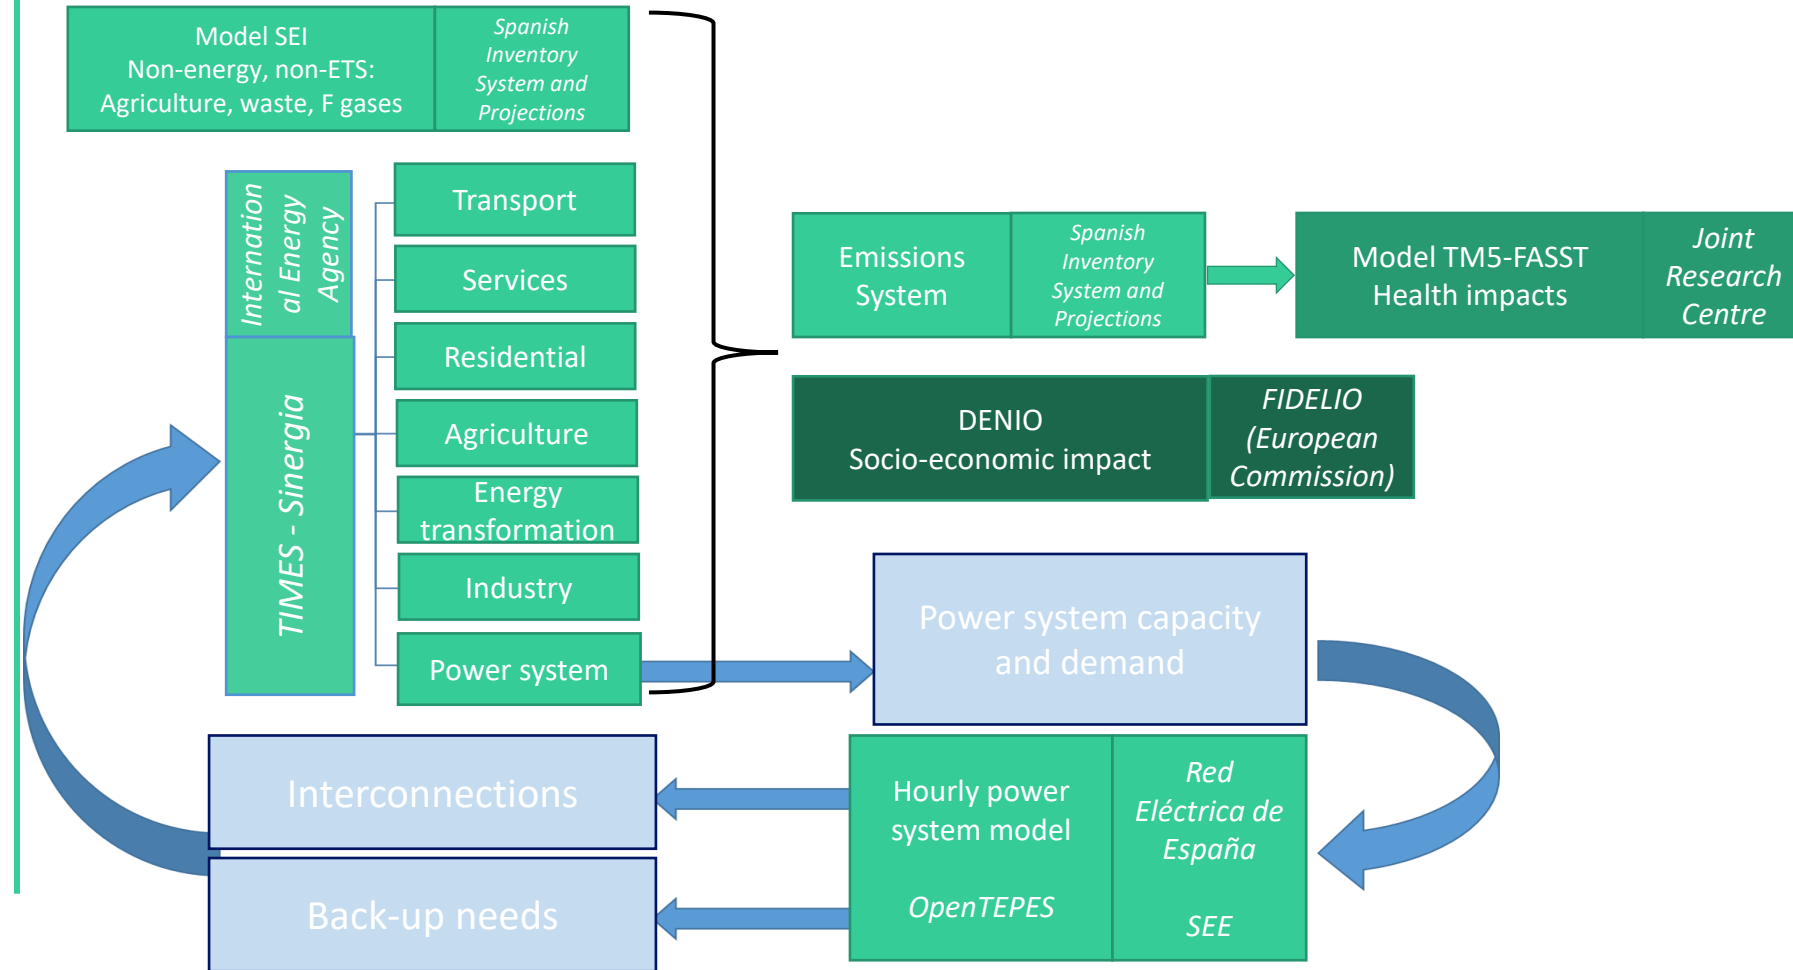 Model SEI
Non-energy, non-ETS:
Agriculture, waste, F gases
Spanish
Inventory
System and
Projections
Internation
al Energy
Agency
TIMES - Sinergia
Transport
Services
Residential
Agriculture
Energy
transformation
Industry
Power system
Emissions
System
Spanish
Inventory
System and
Projections
Model TM5-FASST
Health impacts
Joint
Research
Centre
DENIO
Socio-economic impact
FIDELIO
(European
Commission)
Power system capacity
and demand
Interconnections
Back-up needs
Hourly power
system model
OpenTEPES
Red
Eléctrica de
España
SEE